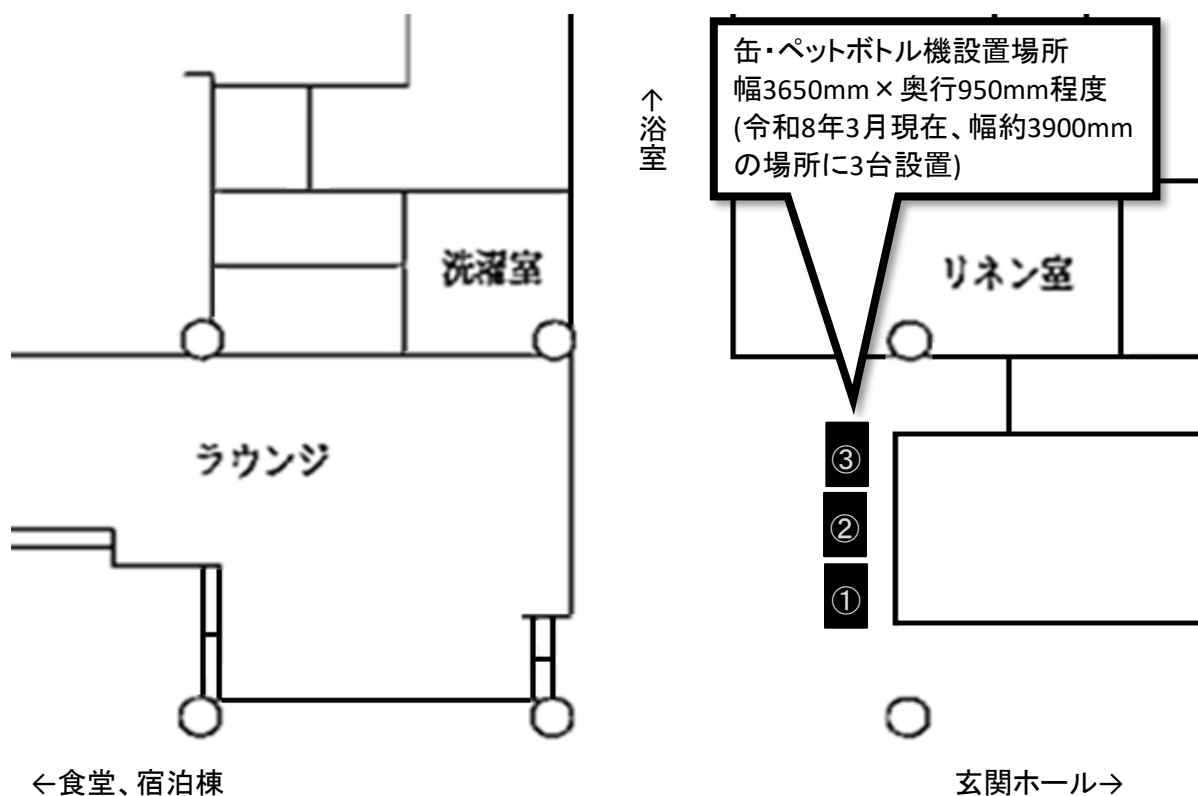 缶・ペットボトル機設置場所
幅3650mm×奥行950mm程度
(令和8年3月現在、幅約3900mm
の場所に3台設置)
↑浴室
洗濯室
リネン室
ラウンジ
③
②
①
←食堂、宿泊棟
玄関ホール→